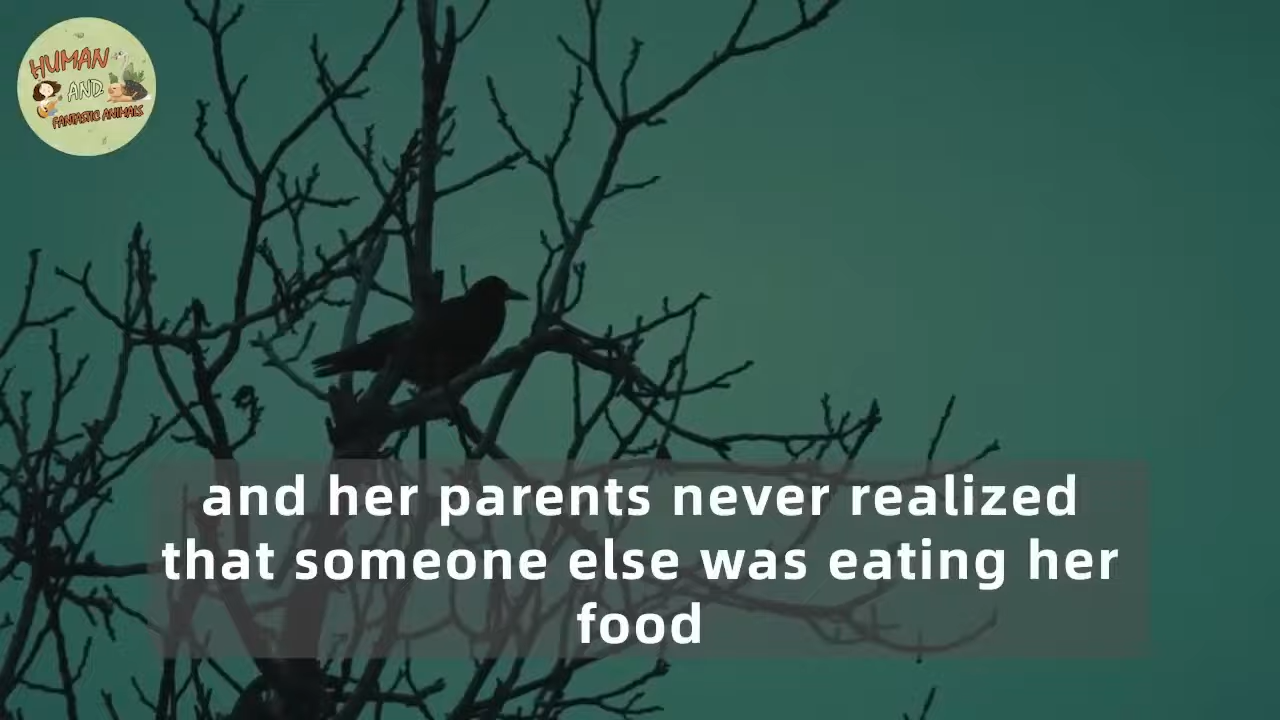 HUMAN
AND
FANTASTIC ANIMALS
and her parents never realized
that someone else was eating her
food